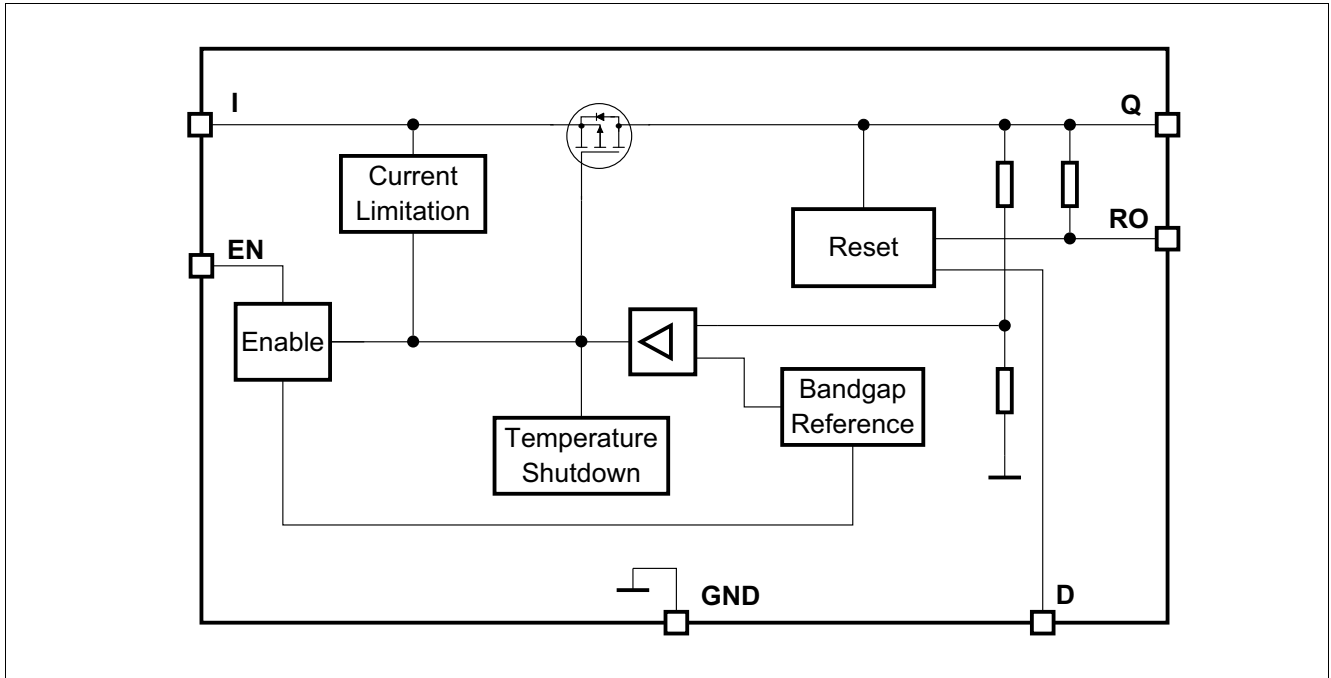 I
Q
Current
Limitation
RO
EN
Reset
Enable
Bandgap
Reference
Temperature
Shutdown
GND
D